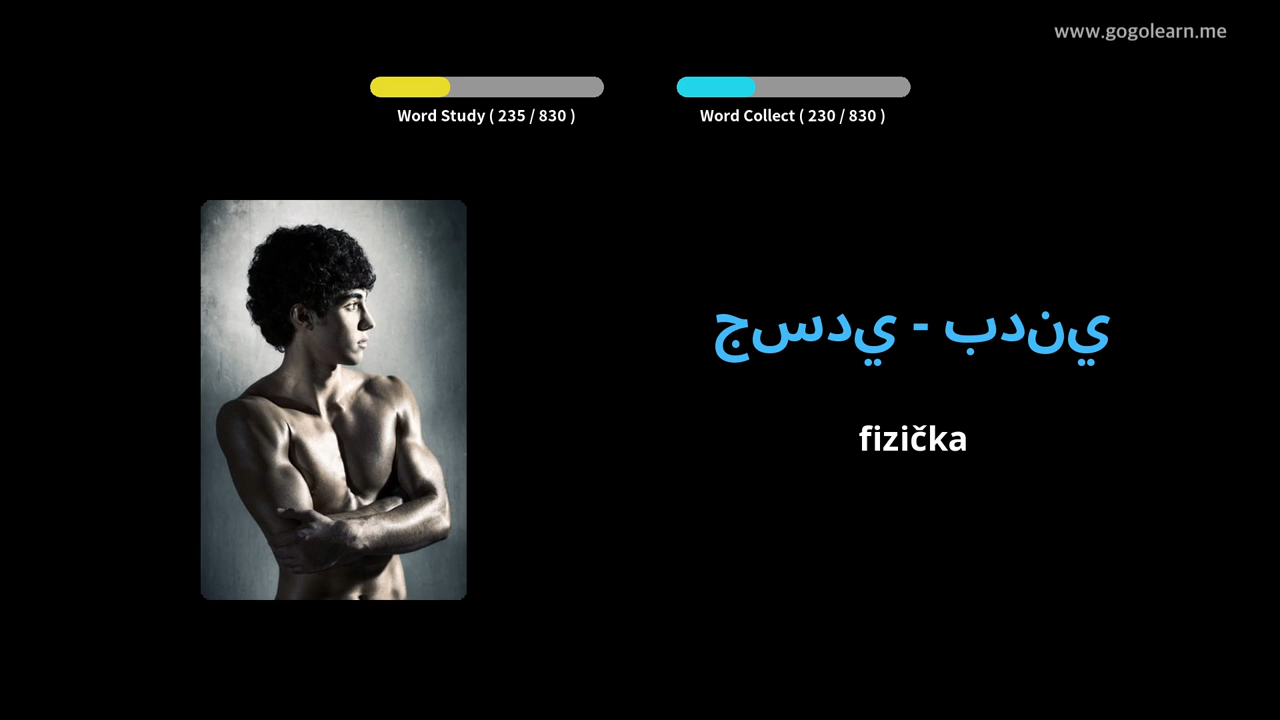 www.gogolearn.me
Word Study ( 235 / 830 )
Word Collect ( 230 / 830 )
جسدي - بدني
fizička